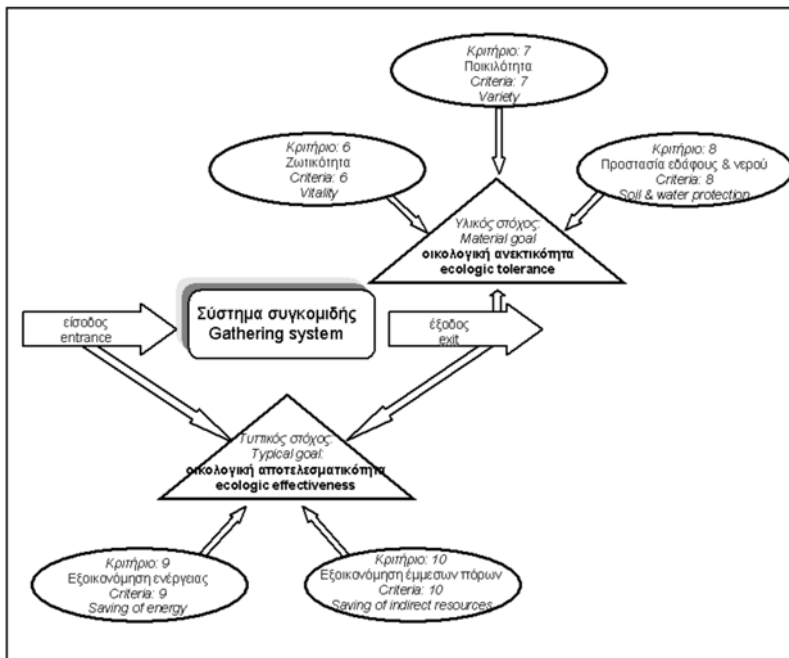 Κριτήριο: 7
Ποικιλότητα
Criteria: 7
Variety
Κριτήριο: 6
Ζωτικότητα
Criteria: 6
Vitality
Κριτήριο: 8
Προστασία εδάφους & νερού
Criteria: 8
Soil & water protection
Υλικός στόχος:
Material goal
οικολογική ανεκτικότητα
ecologic tolerance
Σύστημα συγκομιδής
Gathering system
είσοδος
entrance
έξοδος
exit
Τυπικός στόχος:
Typical goal:
οικολογική αποτελεσματικότητα
ecologic effectiveness
Κριτήριο: 9
Εξοικονόμηση ενέργειας
Criteria: 9
Saving of energy
Κριτήριο: 10
Εξοικονόμηση έμμεσων πόρων
Criteria: 10
Saving of indirect resources